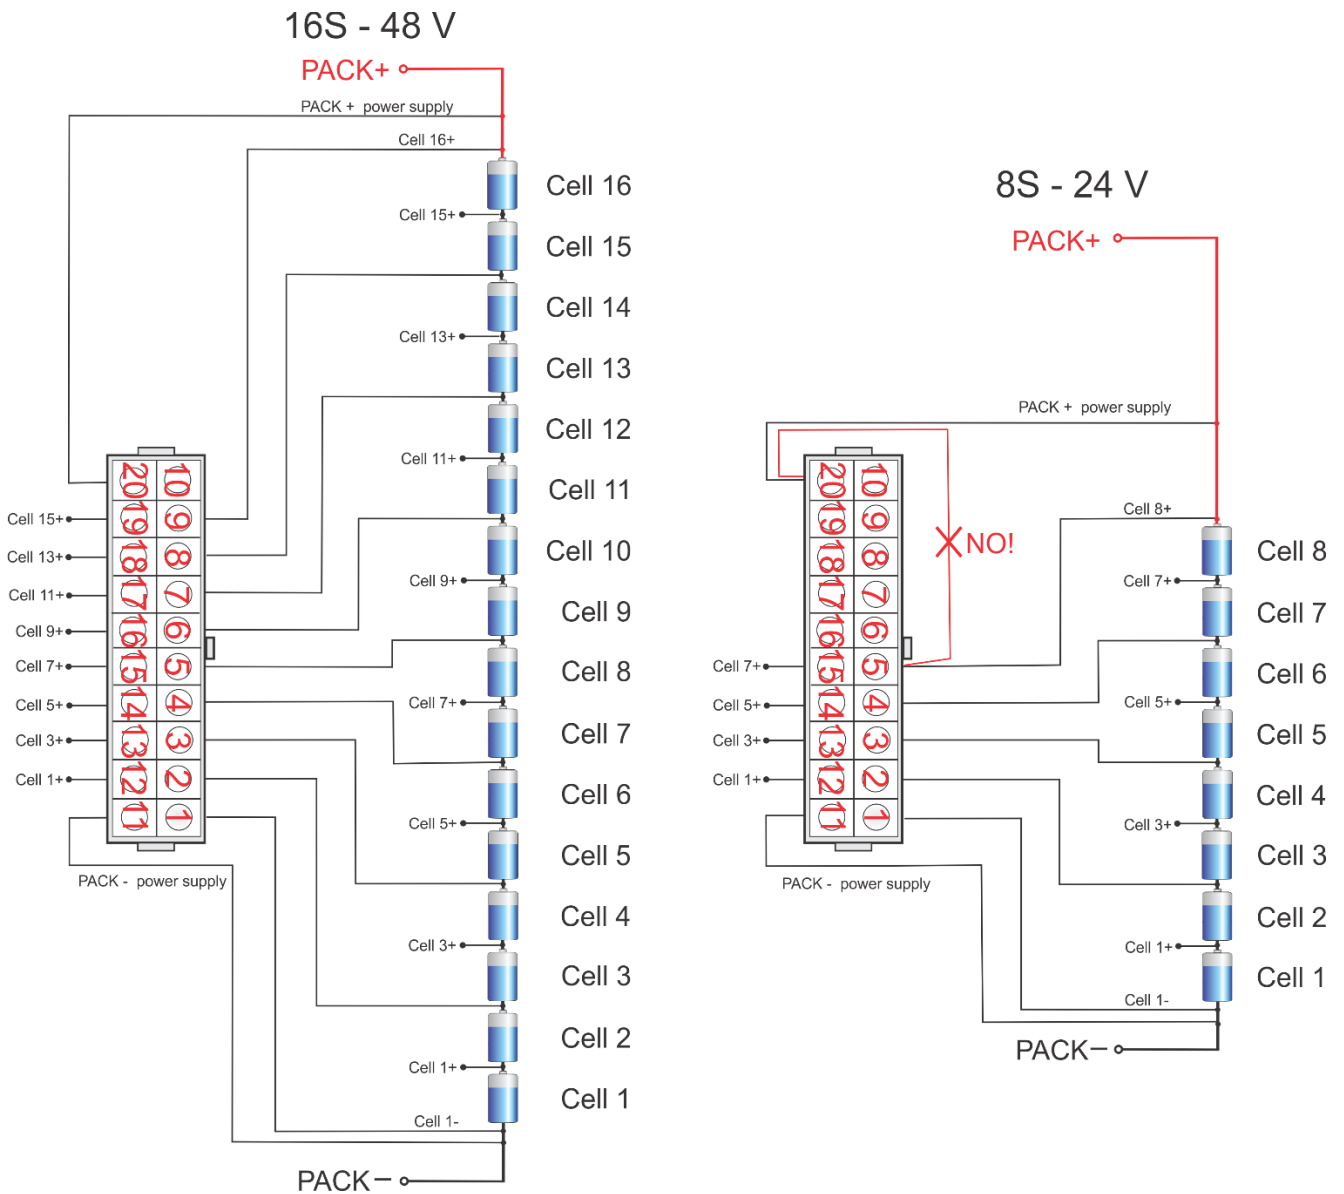 16S - 48 V
PACK+
PACK + power supply
Cell 16+
Cell 16
Cell 15+
Cell 15
Cell 14
Cell 13+
Cell 13
Cell 12
Cell 11+
Cell 11
Cell 10
Cell 9+
Cell 9
Cell 8
Cell 7+
Cell 7
Cell 6
Cell 5+
Cell 5
Cell 4
Cell 3+
Cell 3
Cell 2
Cell 1+
Cell 1
Cell 1-
PACK−
20 10
Cell 15+ 19 9
Cell 13+ 18 8
Cell 11+ 17 7
Cell 9+ 16 6
Cell 7+ 15 5
Cell 5+ 14 4
Cell 3+ 13 3
Cell 1+ 12 2
11 1
PACK - power supply
8S - 24 V
PACK+
PACK + power supply
20 10
19 9
18 8
17 7
16 6
Cell 7+ 15 5
Cell 5+ 14 4
Cell 3+ 13 3
Cell 1+ 12 2
11 1
PACK - power supply
NO!
Cell 8+
Cell 8
Cell 7+
Cell 7
Cell 6
Cell 5+
Cell 5
Cell 4
Cell 3+
Cell 3
Cell 2
Cell 1+
Cell 1
Cell 1-
PACK−